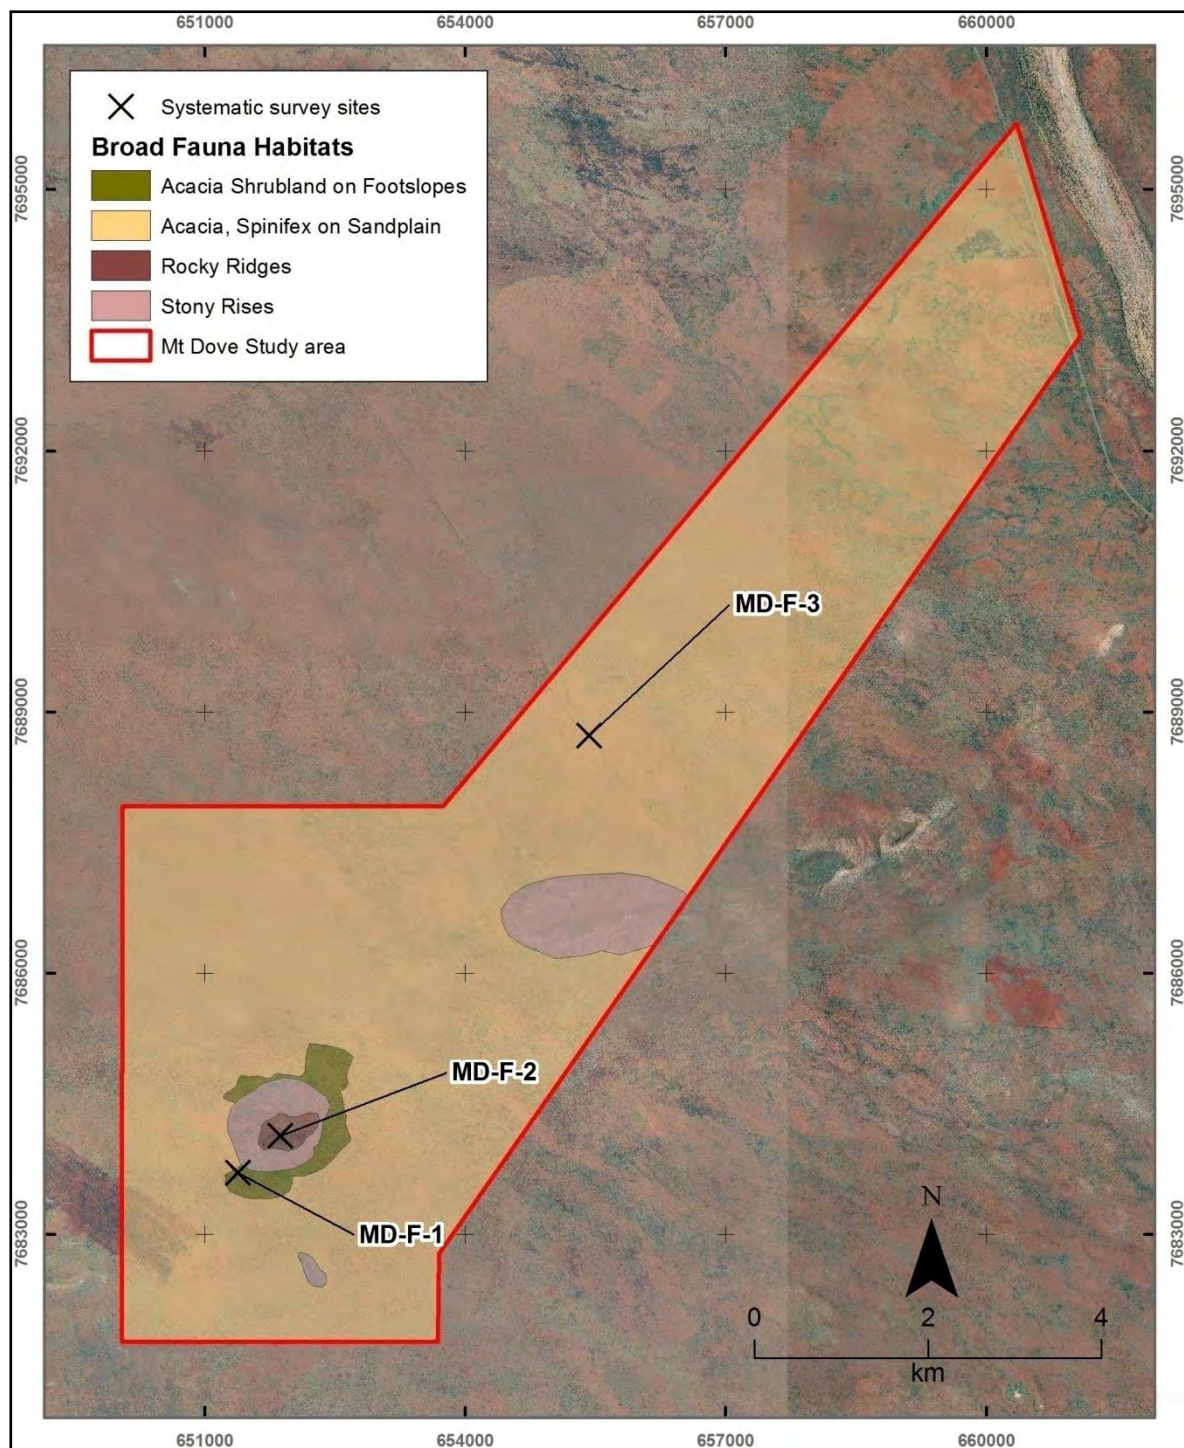 651000 654000 657000 660000
Systematic survey sites
Broad Fauna Habitats
Acacia Shrubland on Footslopes
Acacia, Spinifex on Sandplain
Rocky Ridges
Stony Rises
Mt Dove Study area
7695000 7695000
7692000 7692000
MD-F-3
7689000 7689000
7686000 7686000
MD-F-2
MD-F-1
7683000 7683000
N
0 2 4
km
651000 654000 657000 660000